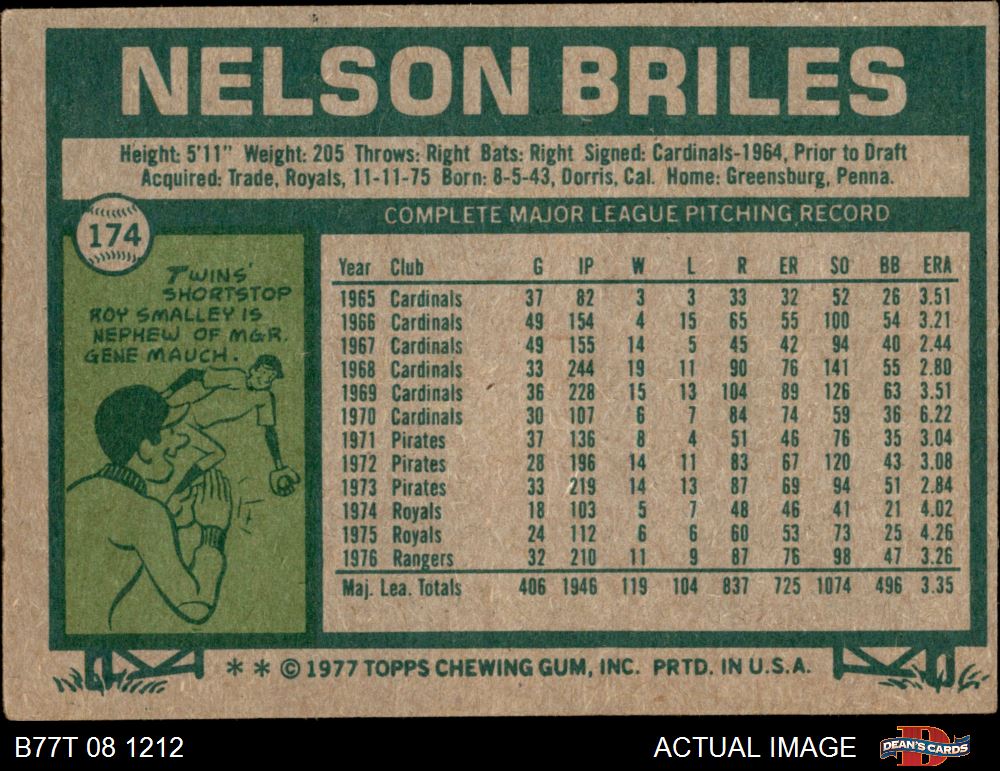 NELSON BRILES
Height: 5'11" Weight: 205 Throws: Right Bats: Right Signed: Cardinals-1964, Prior to Draft
Acquired: Trade, Royals, 11-11-75 Born: 8-5-43, Dorris, Cal. Home: Greensburg, Penna.
174
TWINS'
SHORTSTOP
ROY SMALLEY IS
NEPHEW OF MGR.
GENE MAUCH.
COMPLETE MAJOR LEAGUE PITCHING RECORD
Year Club G IP W L R ER SO BB ERA
1965 Cardinals 37 82 3 3 33 32 52 26 3.51
1966 Cardinals 49 154 4 15 65 55 100 54 3.21
1967 Cardinals 49 155 14 5 45 42 94 40 2.44
1968 Cardinals 33 244 19 11 90 76 141 55 2.80
1969 Cardinals 36 228 15 13 104 89 126 63 3.51
1970 Cardinals 30 107 6 7 84 74 59 36 6.22
1971 Pirates 37 136 8 4 51 46 76 35 3.04
1972 Pirates 28 196 14 11 83 67 120 43 3.08
1973 Pirates 33 219 14 13 87 69 94 51 2.84
1974 Royals 18 103 5 7 48 46 41 21 4.02
1975 Royals 24 112 6 6 60 53 73 25 4.26
1976 Rangers 32 210 11 9 87 76 98 47 3.26
Maj. Lea. Totals 406 1946 119 104 837 725 1074 496 3.35
* * © 1977 TOPPS CHEWING GUM, INC. PRTD. IN U.S.A.
B77T 08 1212
ACTUAL IMAGE
DEAN'S CARDS